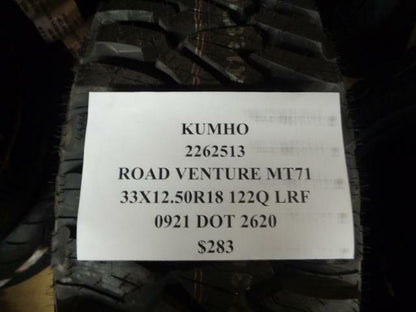 KUMHO
2262513
ROAD VENTURE MT71
33X12.50R18 122Q LRF
0921 DOT 2620
$283